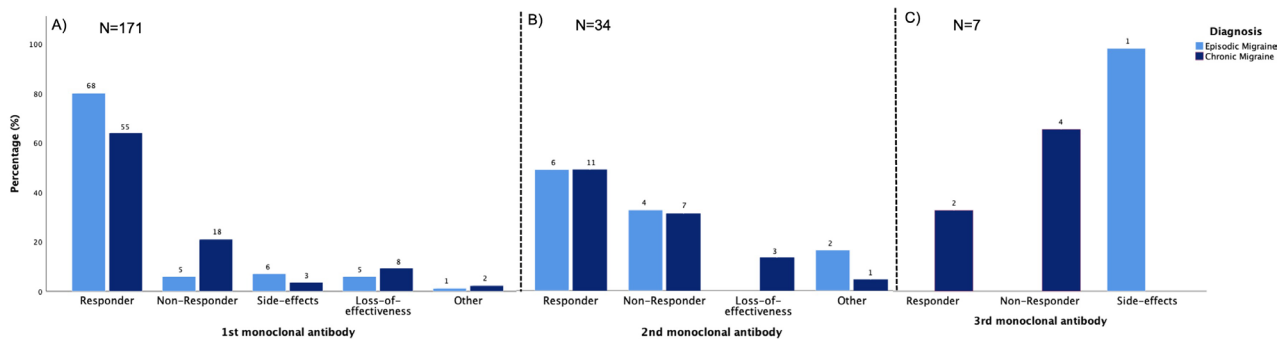 A)
N=171
B)
N=34
C)
N=7
Diagnosis
Episodic Migraine
Chronic Migraine
Percentage (%)
100
80
60
40
20
0
68
55
5
18
6
3
5
8
1
2
6
11
4
7
3
2
1
2
4
1
Responder
Non-Responder
Side-effects
Loss-of-
effectiveness
Other
Responder
Non-Responder
Loss-of-
effectiveness
Other
Responder
Non-Responder
Side-effects
1st monoclonal antibody
2nd monoclonal antibody
3rd monoclonal antibody